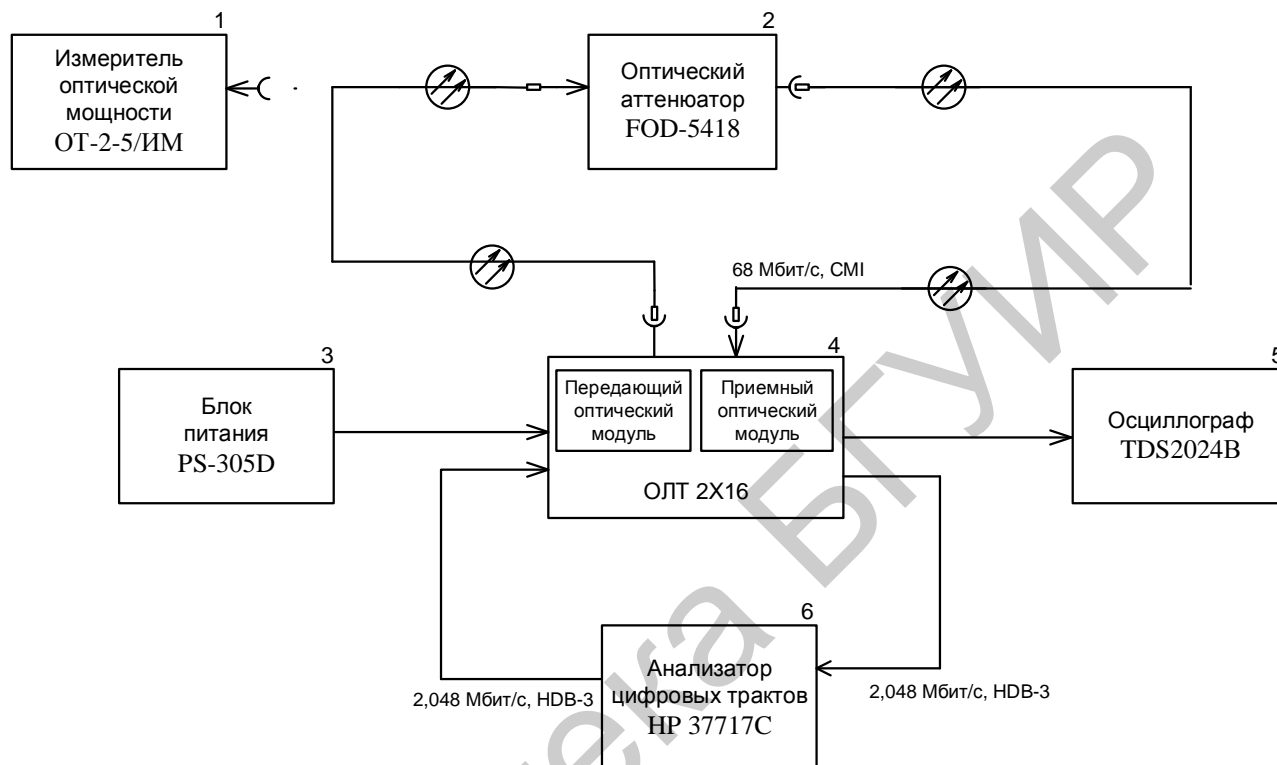 1
Измеритель
оптической
мощности
ОТ-2-5/ИМ
2
Оптический
аттенюатор
FOD-5418
68 Мбит/с, CMI
3
Блок
питания
PS-305D
4
Передающий
оптический
модуль
Приемный
оптический
модуль
ОЛТ 2Х16
5
Осциллограф
TDS2024B
6
Анализатор
цифровых трактов
HP 37717C
2,048 Мбит/с, HDB-3
2,048 Мбит/с, HDB-3
тека БГУИР